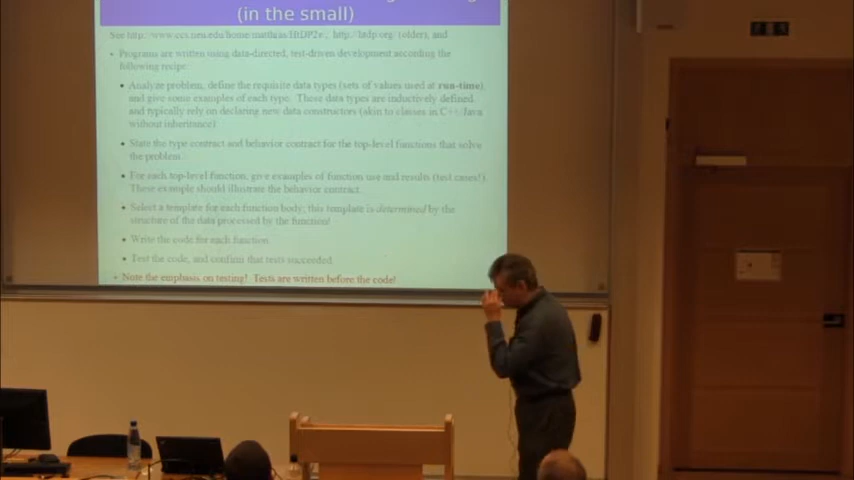 (in the small)
See http://www.ccs.neu.edu/home/matthias/HtDP2e, http://htdp.org/ (older), and
Programs are written using data-directed, test-driven development according the
following recipe:
Analyze problem, define the requisite data types (sets of values used at run-time),
and give some examples of each type. These data types are inductively defined
and typically rely on declaring new data constructors (akin to classes in C++/Java
without inheritance).
State the type contract and behavior contract for the top-level functions that solve
the problem.
For each top-level function, give examples of function use and results (test cases!).
These example should illustrate the behavior contract.
Select a template for each function body; this template is determined by the
structure of the data processed by the function!
Write the code for each function.
Test the code, and confirm that tests succeeded.
Note the emphasis on testing! Tests are written before the code!